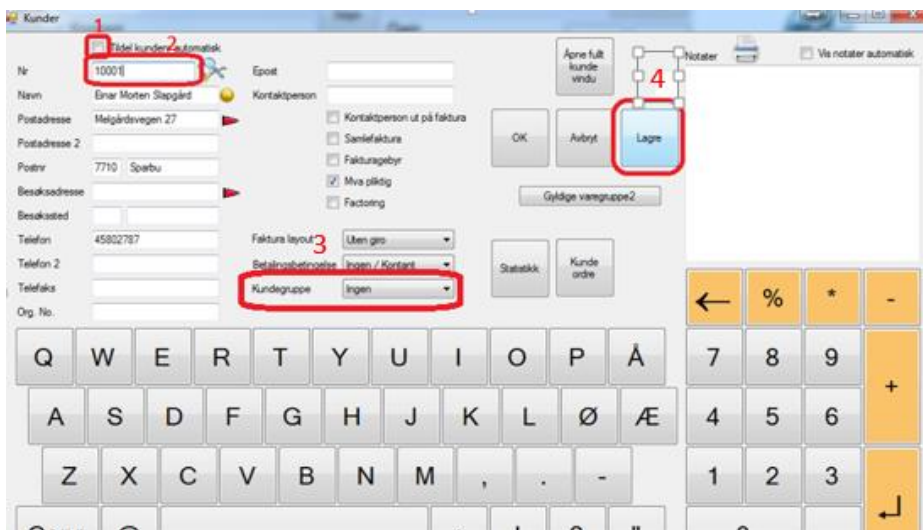 Kunder
1
2
Tildel kundenr automatisk
Nr 10001
Navn Einar Morten Slapgård
Postadresse Melgårdsvegen 27
Postadresse 2
Postnr 7710 Sparbu
Besøksadresse
Besøkssted
Telefon 45802787
Telefon 2
Telefaks
Org. No.
Epost
Kontaktperson
Kontaktperson ut på faktura
Samlefaktura
Fakturagebyr
Mva pliktig
Factoring
3
Faktura layout Uten giro
Betalingsbetingelse Ingen / Kontant
Kundegruppe Ingen
Åpne fullt
kunde
vindu
4
OK Avbryt Lagre
Gyldige varegruppe2
Statistikk
Kunde
ordre
Notater
Vis notater automatisk
← % * -
Q W E R T Y U I O P Å 7 8 9 +
A S D F G H J K L Ø Æ 4 5 6
Z X C V B N M , . - 1 2 3